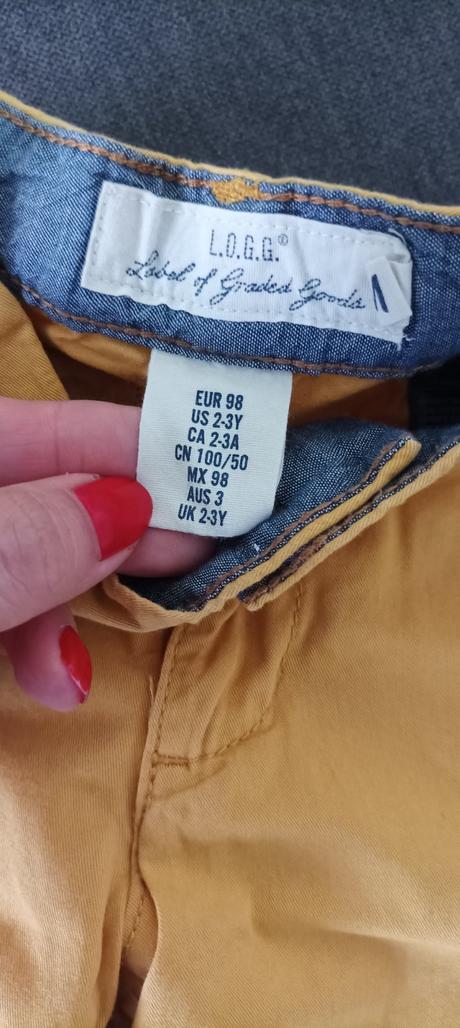 L.O.G.G.®
Label of Graded Goods
EUR 98
US 2-3Y
CA 2-3A
CN 100/50
MX 98
AUS 3
UK 2-3Y